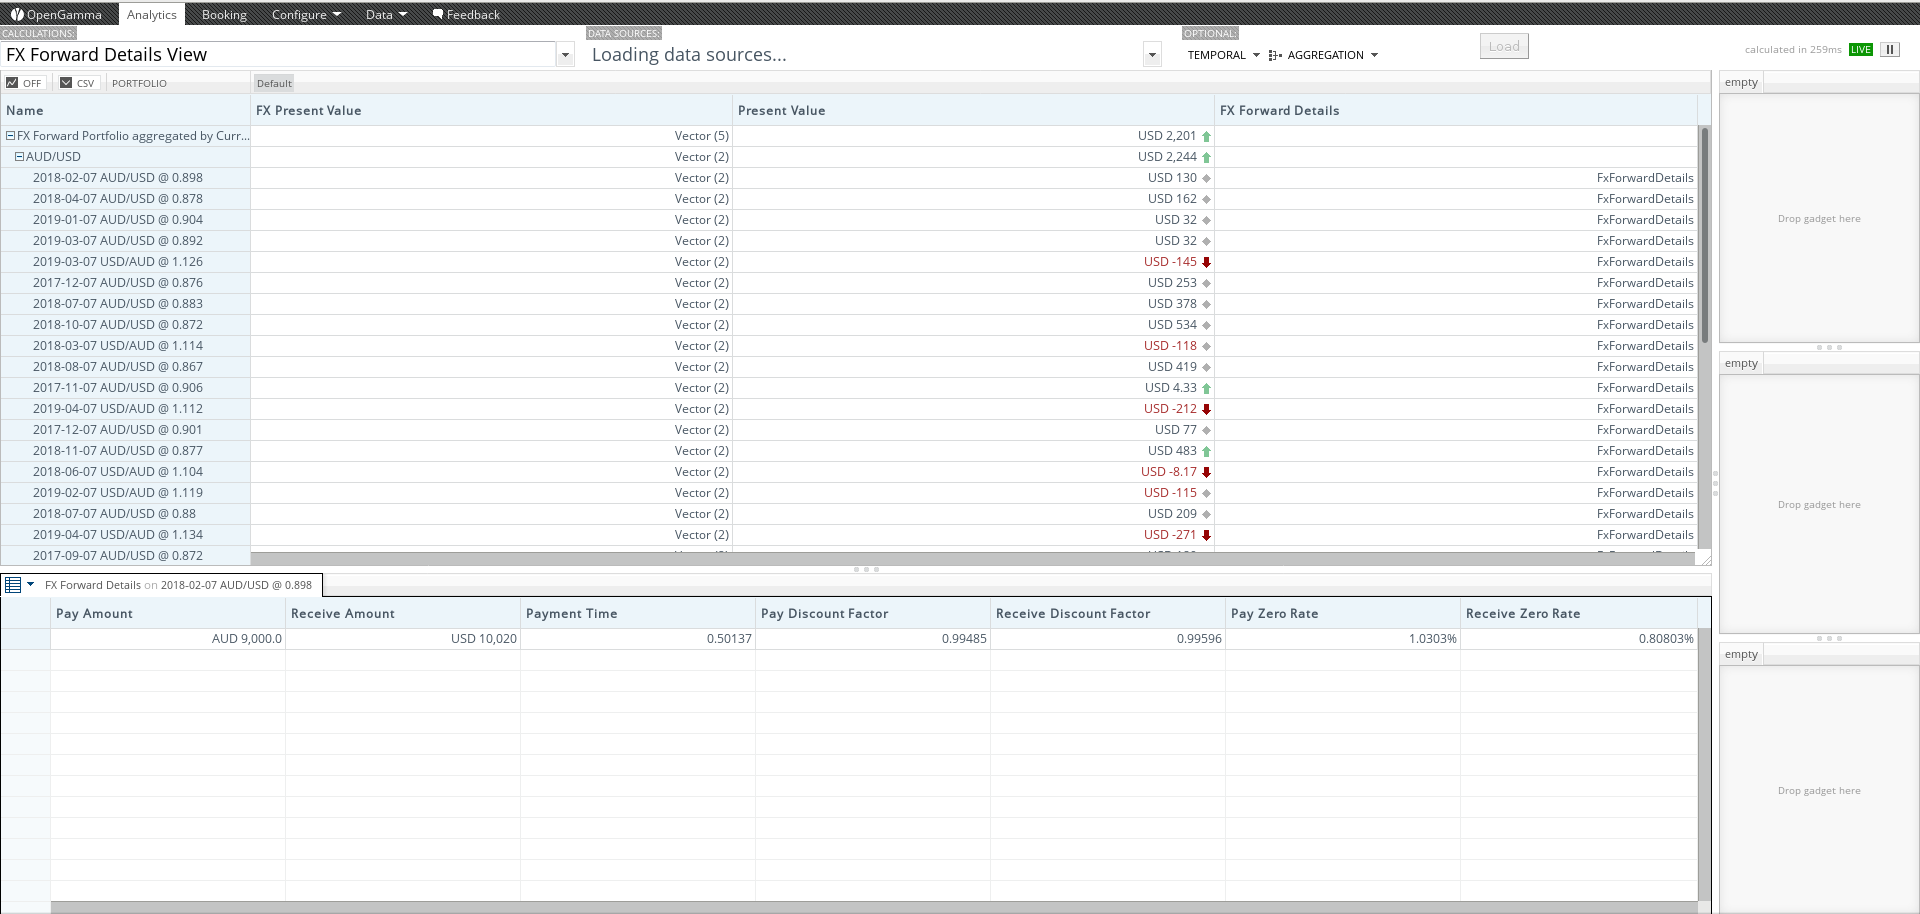 OpenGamma Analytics Booking Configure Data Feedback
CALCULATIONS: DATA SOURCES: OPTIONAL:
FX Forward Details View Loading data sources... TEMPORAL AGGREGATION Load calculated in 259ms LIVE
OFF CSV PORTFOLIO Default empty
Name FX Present Value Present Value FX Forward Details
FX Forward Portfolio aggregated by Curr... Vector (5) USD 2,201
AUD/USD Vector (2) USD 2,244
2018-02-07 AUD/USD @ 0.898 Vector (2) USD 130 FxForwardDetails
2018-04-07 AUD/USD @ 0.878 Vector (2) USD 162 FxForwardDetails
2019-01-07 AUD/USD @ 0.904 Vector (2) USD 32 FxForwardDetails
Drop gadget here
2019-03-07 AUD/USD @ 0.892 Vector (2) USD 32 FxForwardDetails
2019-03-07 USD/AUD @ 1.126 Vector (2) USD -145 FxForwardDetails
2017-12-07 AUD/USD @ 0.876 Vector (2) USD 253 FxForwardDetails
2018-07-07 AUD/USD @ 0.883 Vector (2) USD 378 FxForwardDetails
2018-10-07 AUD/USD @ 0.872 Vector (2) USD 534 FxForwardDetails
2018-03-07 USD/AUD @ 1.114 Vector (2) USD -118 FxForwardDetails
2018-08-07 AUD/USD @ 0.867 Vector (2) USD 419 FxForwardDetails
empty
2017-11-07 AUD/USD @ 0.906 Vector (2) USD 4.33 FxForwardDetails
2019-04-07 USD/AUD @ 1.112 Vector (2) USD -212 FxForwardDetails
2017-12-07 AUD/USD @ 0.901 Vector (2) USD 77 FxForwardDetails
2018-11-07 AUD/USD @ 0.877 Vector (2) USD 483 FxForwardDetails
2018-06-07 USD/AUD @ 1.104 Vector (2) USD -8.17 FxForwardDetails
2019-02-07 USD/AUD @ 1.119 Vector (2) USD -115 FxForwardDetails
Drop gadget here
2018-07-07 AUD/USD @ 0.88 Vector (2) USD 209 FxForwardDetails
2019-04-07 USD/AUD @ 1.134 Vector (2) USD -271 FxForwardDetails
2017-09-07 AUD/USD @ 0.872
FX Forward Details on 2018-02-07 AUD/USD @ 0.898
Pay Amount Receive Amount Payment Time Pay Discount Factor Receive Discount Factor Pay Zero Rate Receive Zero Rate
AUD 9,000.0 USD 10,020 0.50137 0.99485 0.99596 1.0303% 0.80803%
empty
Drop gadget here